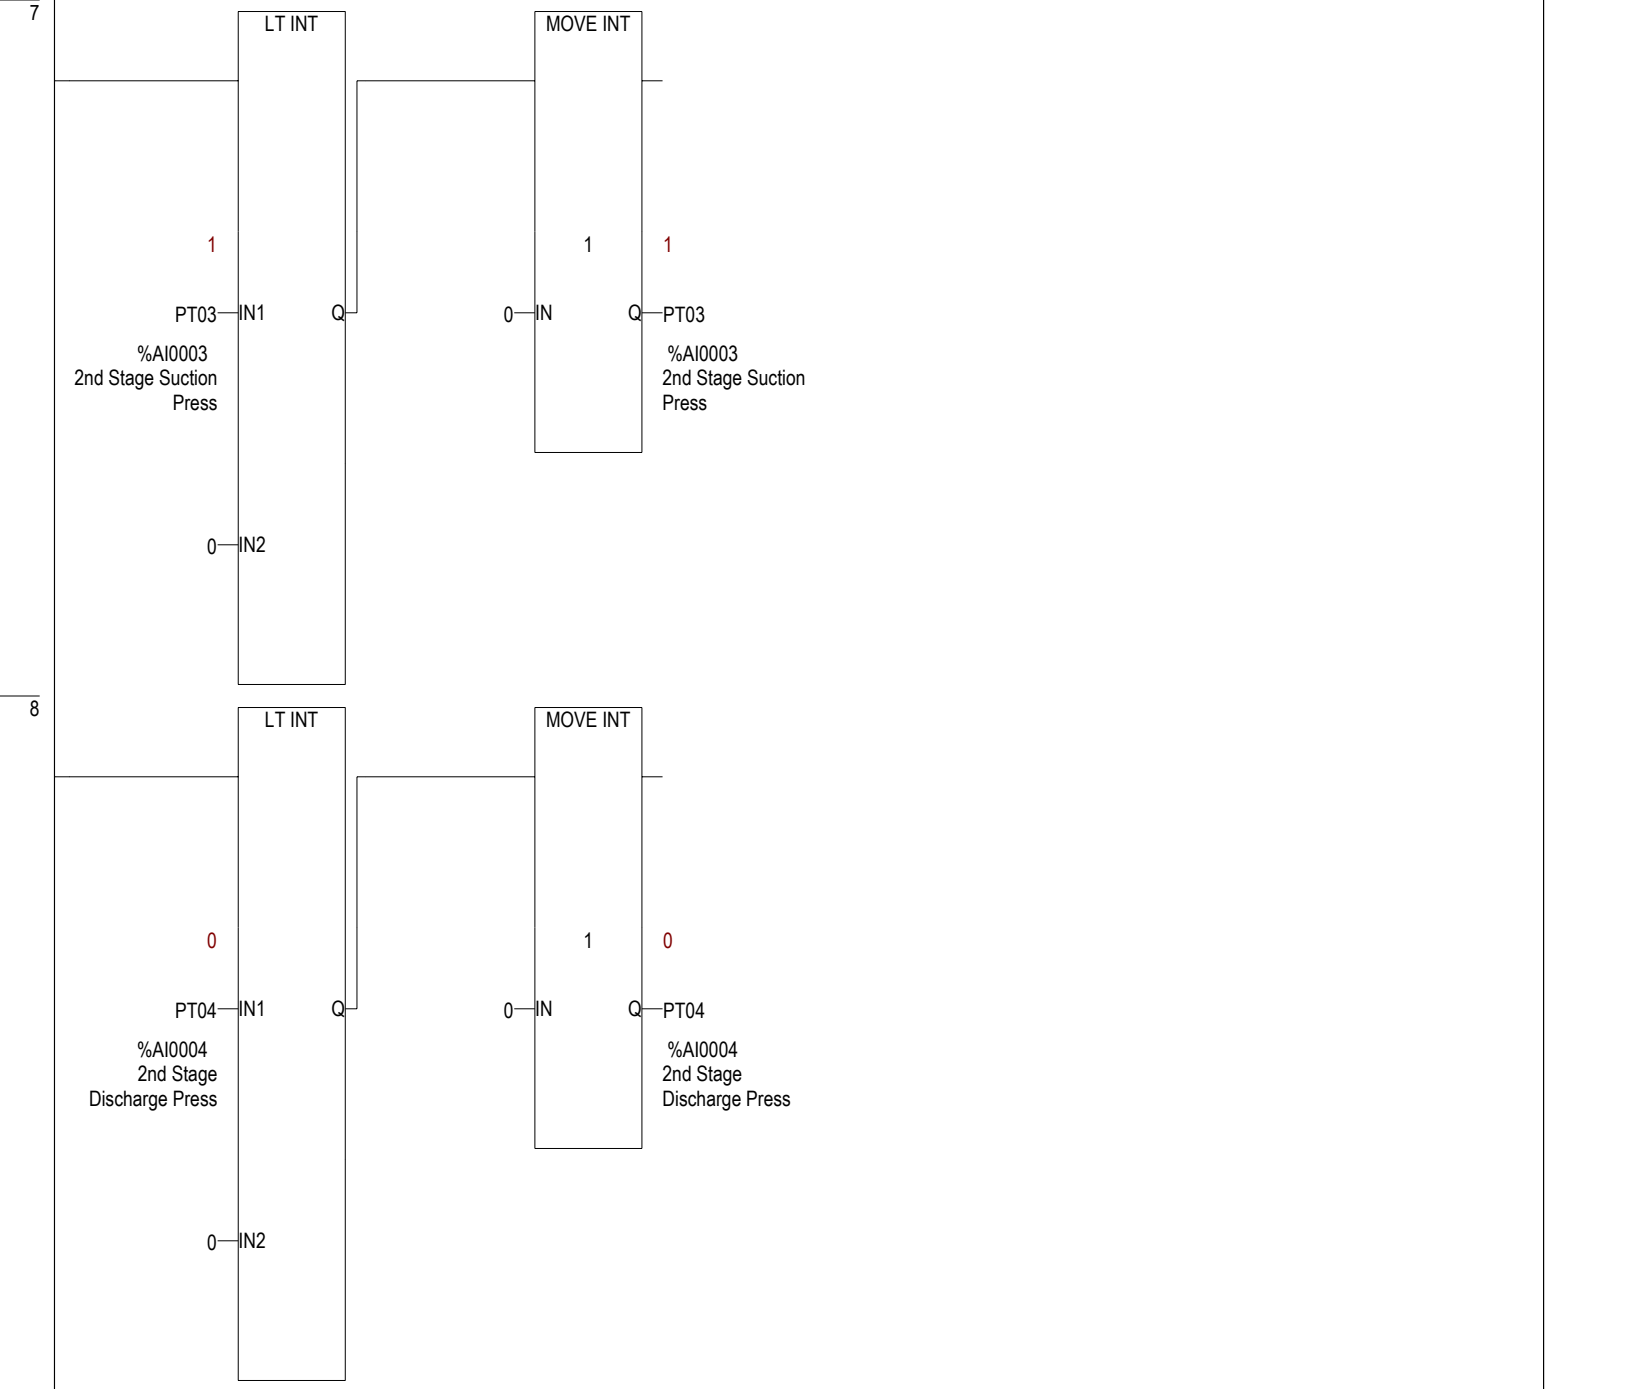 7
LT INT
MOVE INT
1
1
1
PT03
IN1
Q
0
IN
Q
PT03
%AI0003
2nd Stage Suction
Press
%AI0003
2nd Stage Suction
Press
0
IN2
8
LT INT
MOVE INT
0
1
0
PT04
IN1
Q
0
IN
Q
PT04
%AI0004
2nd Stage
Discharge Press
%AI0004
2nd Stage
Discharge Press
0
IN2